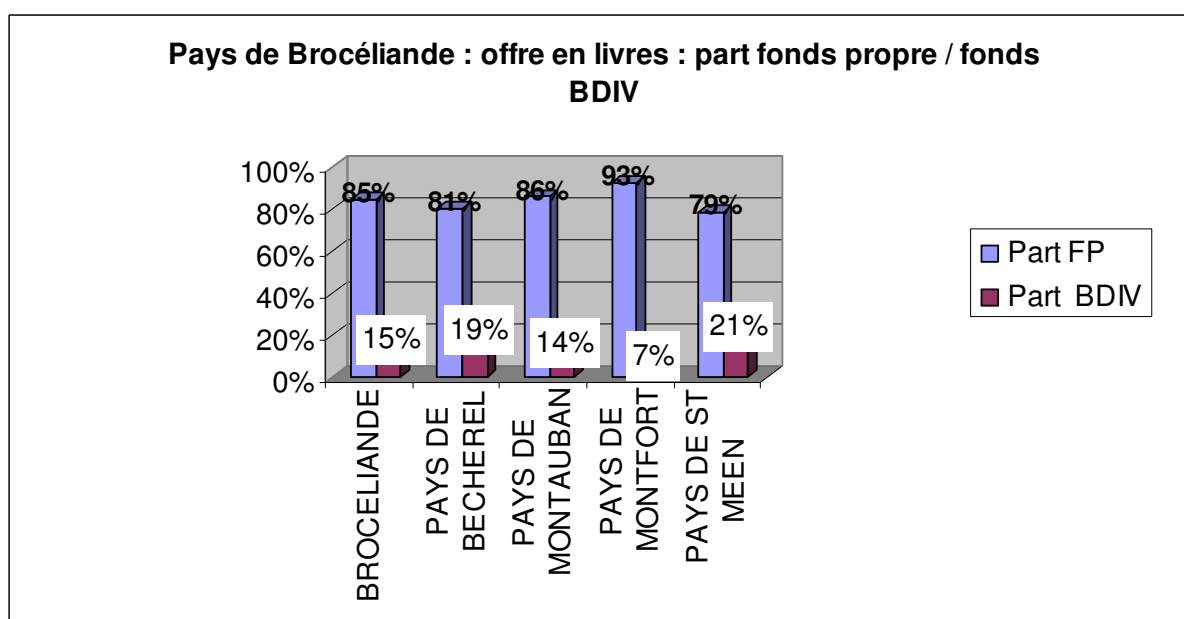 Pays de Brocéliande : offre en livres : part fonds propre / fonds
BDIV
100%
80%
60%
40%
20%
0%
85%
81%
86%
93%
79%
15%
19%
14%
7%
21%
BROCELIANDE
PAYS DE
BECHEREL
PAYS DE
MONTAUBAN
PAYS DE
MONTFORT
PAYS DE ST
MEEN
Part FP
Part BDIV